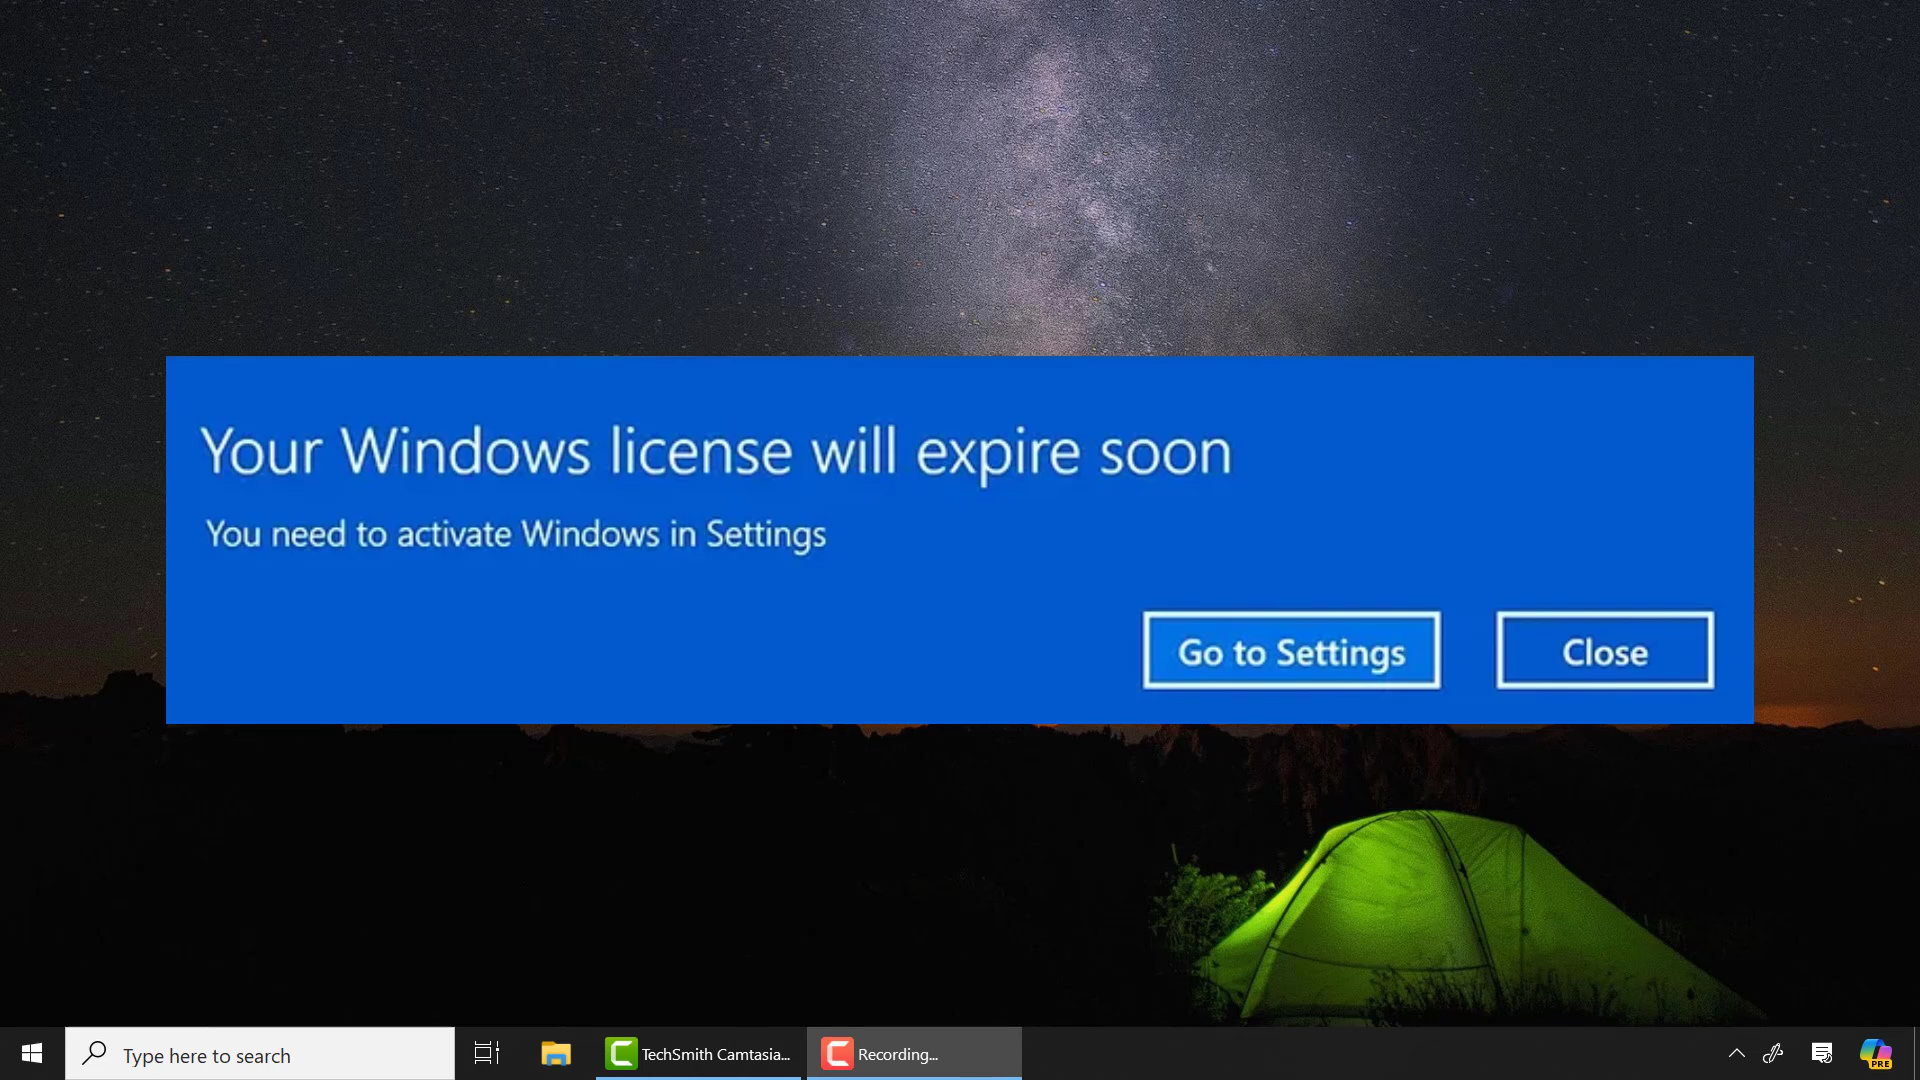 Your Windows license will expire soon
You need to activate Windows in Settings
Go to Settings Close
Type here to search TechSmith Camtasia... Recording... PRE